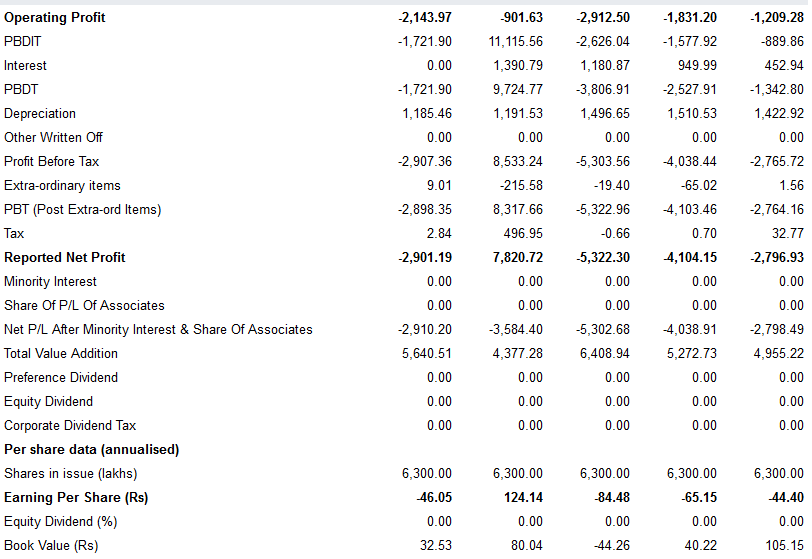 Operating Profit -2,143.97 -901.63 -2,912.50 -1,831.20 -1,209.28
PBDIT -1,721.90 11,115.56 -2,626.04 -1,577.92 -889.86
Interest 0.00 1,390.79 1,180.87 949.99 452.94
PBDT -1,721.90 9,724.77 -3,806.91 -2,527.91 -1,342.80
Depreciation 1,185.46 1,191.53 1,496.65 1,510.53 1,422.92
Other Written Off 0.00 0.00 0.00 0.00 0.00
Profit Before Tax -2,907.36 8,533.24 -5,303.56 -4,038.44 -2,765.72
Extra-ordinary items 9.01 -215.58 -19.40 -65.02 1.56
PBT (Post Extra-ord Items) -2,898.35 8,317.66 -5,322.96 -4,103.46 -2,764.16
Tax 2.84 496.95 -0.66 0.70 32.77
Reported Net Profit -2,901.19 7,820.72 -5,322.30 -4,104.15 -2,796.93
Minority Interest 0.00 0.00 0.00 0.00 0.00
Share Of P/L Of Associates 0.00 0.00 0.00 0.00 0.00
Net P/L After Minority Interest & Share Of Associates -2,910.20 -3,584.40 -5,302.68 -4,038.91 -2,798.49
Total Value Addition 5,640.51 4,377.28 6,408.94 5,272.73 4,955.22
Preference Dividend 0.00 0.00 0.00 0.00 0.00
Equity Dividend 0.00 0.00 0.00 0.00 0.00
Corporate Dividend Tax 0.00 0.00 0.00 0.00 0.00
Per share data (annualised)
Shares in issue (lakhs) 6,300.00 6,300.00 6,300.00 6,300.00 6,300.00
Earning Per Share (Rs) -46.05 124.14 -84.48 -65.15 -44.40
Equity Dividend (%) 0.00 0.00 0.00 0.00 0.00
Book Value (Rs) 32.53 80.04 -44.26 40.22 105.15